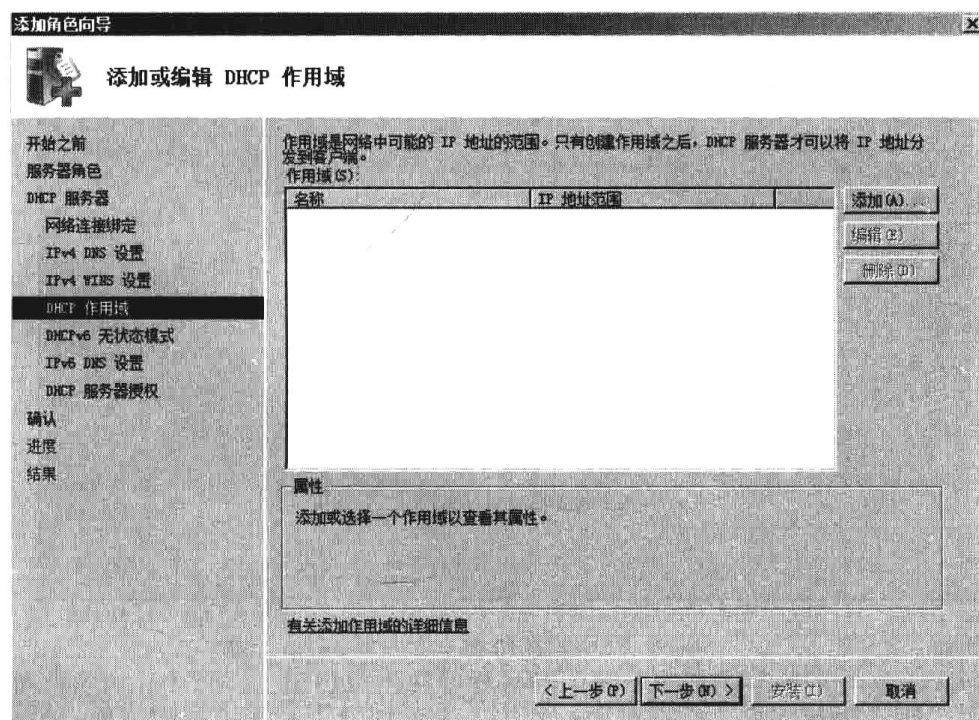 添加角色向导
添加或编辑 DHCP 作用域
开始之前
服务器角色
DHCP 服务器
网络连接绑定
IPv4 DNS 设置
IPv4 WINS 设置
DHCP 作用域
DHCPv6 无状态模式
IPv6 DNS 设置
DHCP 服务器授权
确认
进度
结果
作用域是网络中可能的 IP 地址的范围。只有创建作用域之后，DHCP 服务器才可以将 IP 地址分
发到客户端。
作用域(S):
名称 IP 地址范围
添加(A)...
编辑(E)
删除(D)
属性
添加或选择一个作用域以查看其属性。
有关添加作用域的详细信息
< 上一步(P) 下一步(N) > 安装(I) 取消